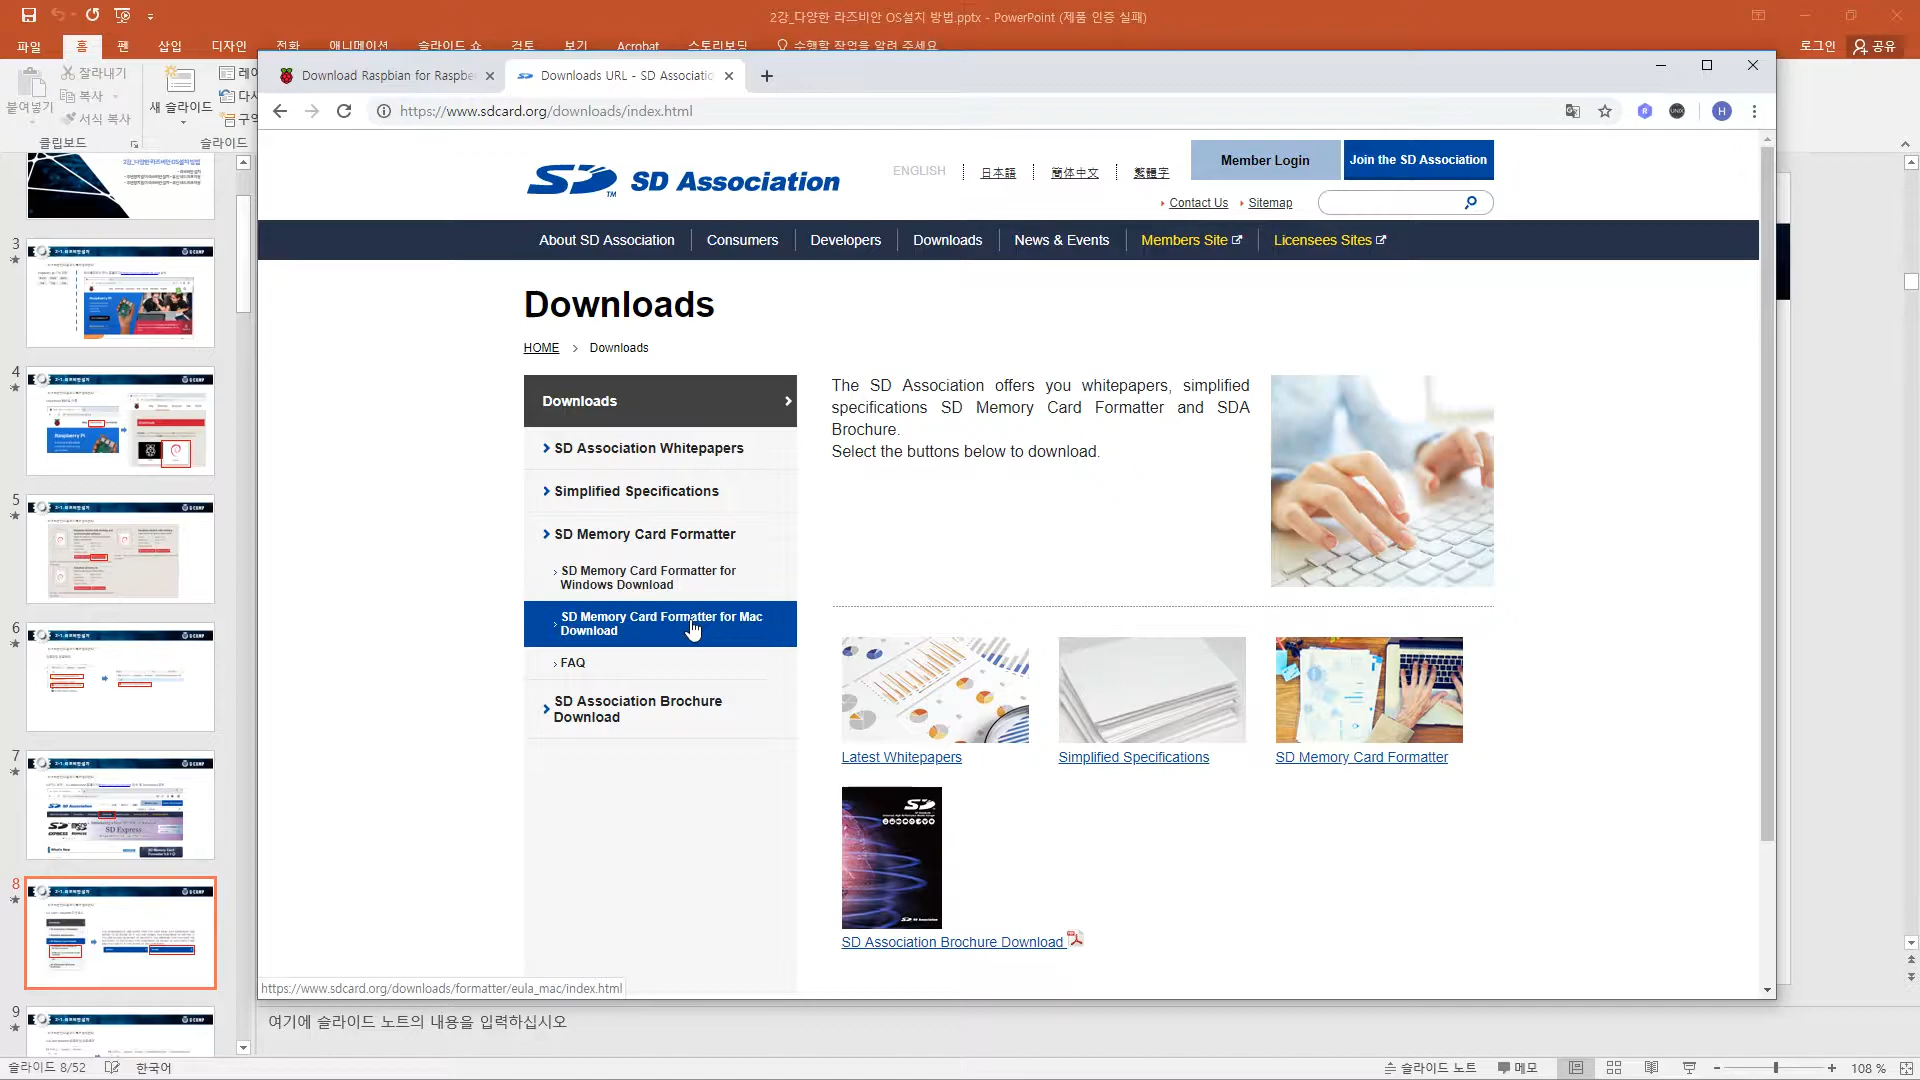 2강_다양한 라즈비안 OS설치 방법.pptx - PowerPoint (제품 인증 실패)
파일 홈 펜 삽입 디자인 전환 애니메이션 슬라이드 쇼 검토 보기 Acrobat 스토리보딩 수행할 작업을 알려 주세요.
로그인 공유
잘라내기
복사
서식 복사
붙여넣기
클립보드
새 슬라이드
슬라이드
Download Raspbian for Raspbe
Downloads URL - SD Associatio
https://www.sdcard.org/downloads/index.html
H
SD Association
ENGLISH 日本語 简体中文 繁體字
Member Login
Join the SD Association
Contact Us Sitemap
About SD Association Consumers Developers Downloads News & Events Members Site Licensees Sites
Downloads
HOME > Downloads
Downloads
SD Association Whitepapers
Simplified Specifications
SD Memory Card Formatter
SD Memory Card Formatter for
Windows Download
SD Memory Card Formatter for Mac
Download
FAQ
SD Association Brochure
Download
The SD Association offers you whitepapers, simplified
specifications SD Memory Card Formatter and SDA
Brochure.
Select the buttons below to download.
Latest Whitepapers
Simplified Specifications
SD Memory Card Formatter
SD Association Brochure Download
https://www.sdcard.org/downloads/formatter/eula_mac/index.html
3
4
5
6
7
8
9
여기에 슬라이드 노트의 내용을 입력하십시오
슬라이드 8/52 한국어
슬라이드 노트 메모 108 %